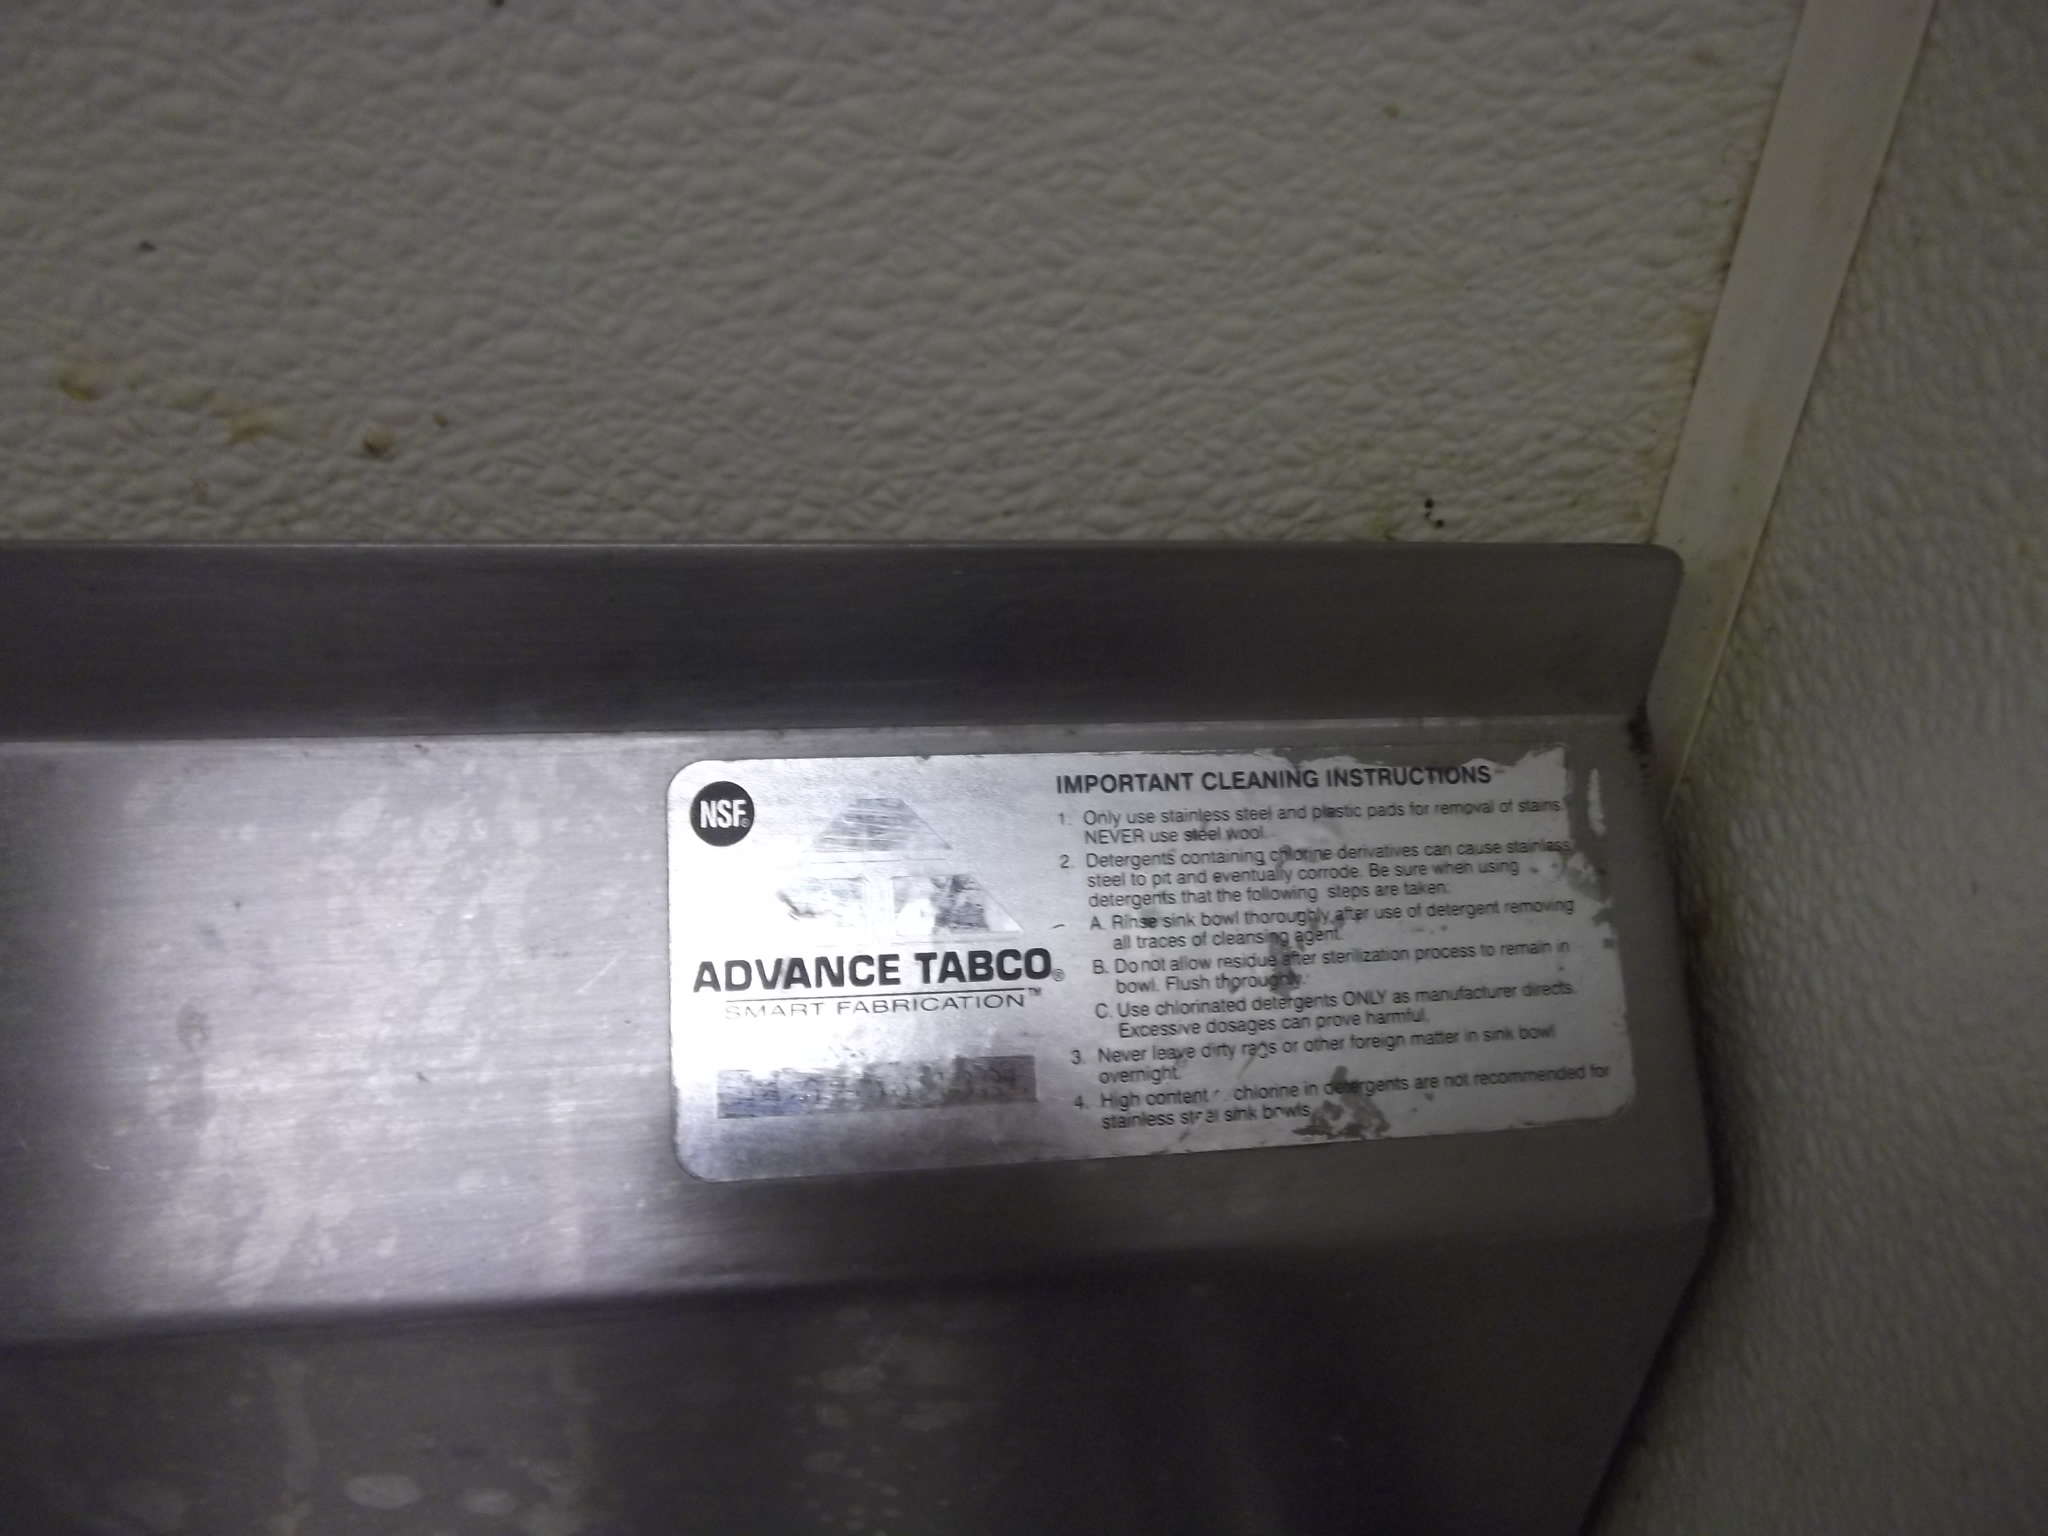 NSF®
ADVANCE TABCO®
SMART FABRICATION™
IMPORTANT CLEANING INSTRUCTIONS
1. Only use stainless steel and plastic pads for removal of stains.
NEVER use steel wool.
2. Detergents containing chlorine derivatives can cause stainless
steel to pit and eventually corrode. Be sure when using
detergents that the following steps are taken:
A. Rinse sink bowl thoroughly after use of detergent removing
all traces of cleansing agent.
B. Do not allow residue after sterilization process to remain in
bowl. Flush thoroughly.
C. Use chlorinated detergents ONLY as manufacturer directs.
Excessive dosages can prove harmful.
3. Never leave dirty rags or other foreign matter in sink bowl
overnight.
4. High content chlorine in detergents are not recommended for
stainless steel sink bowls